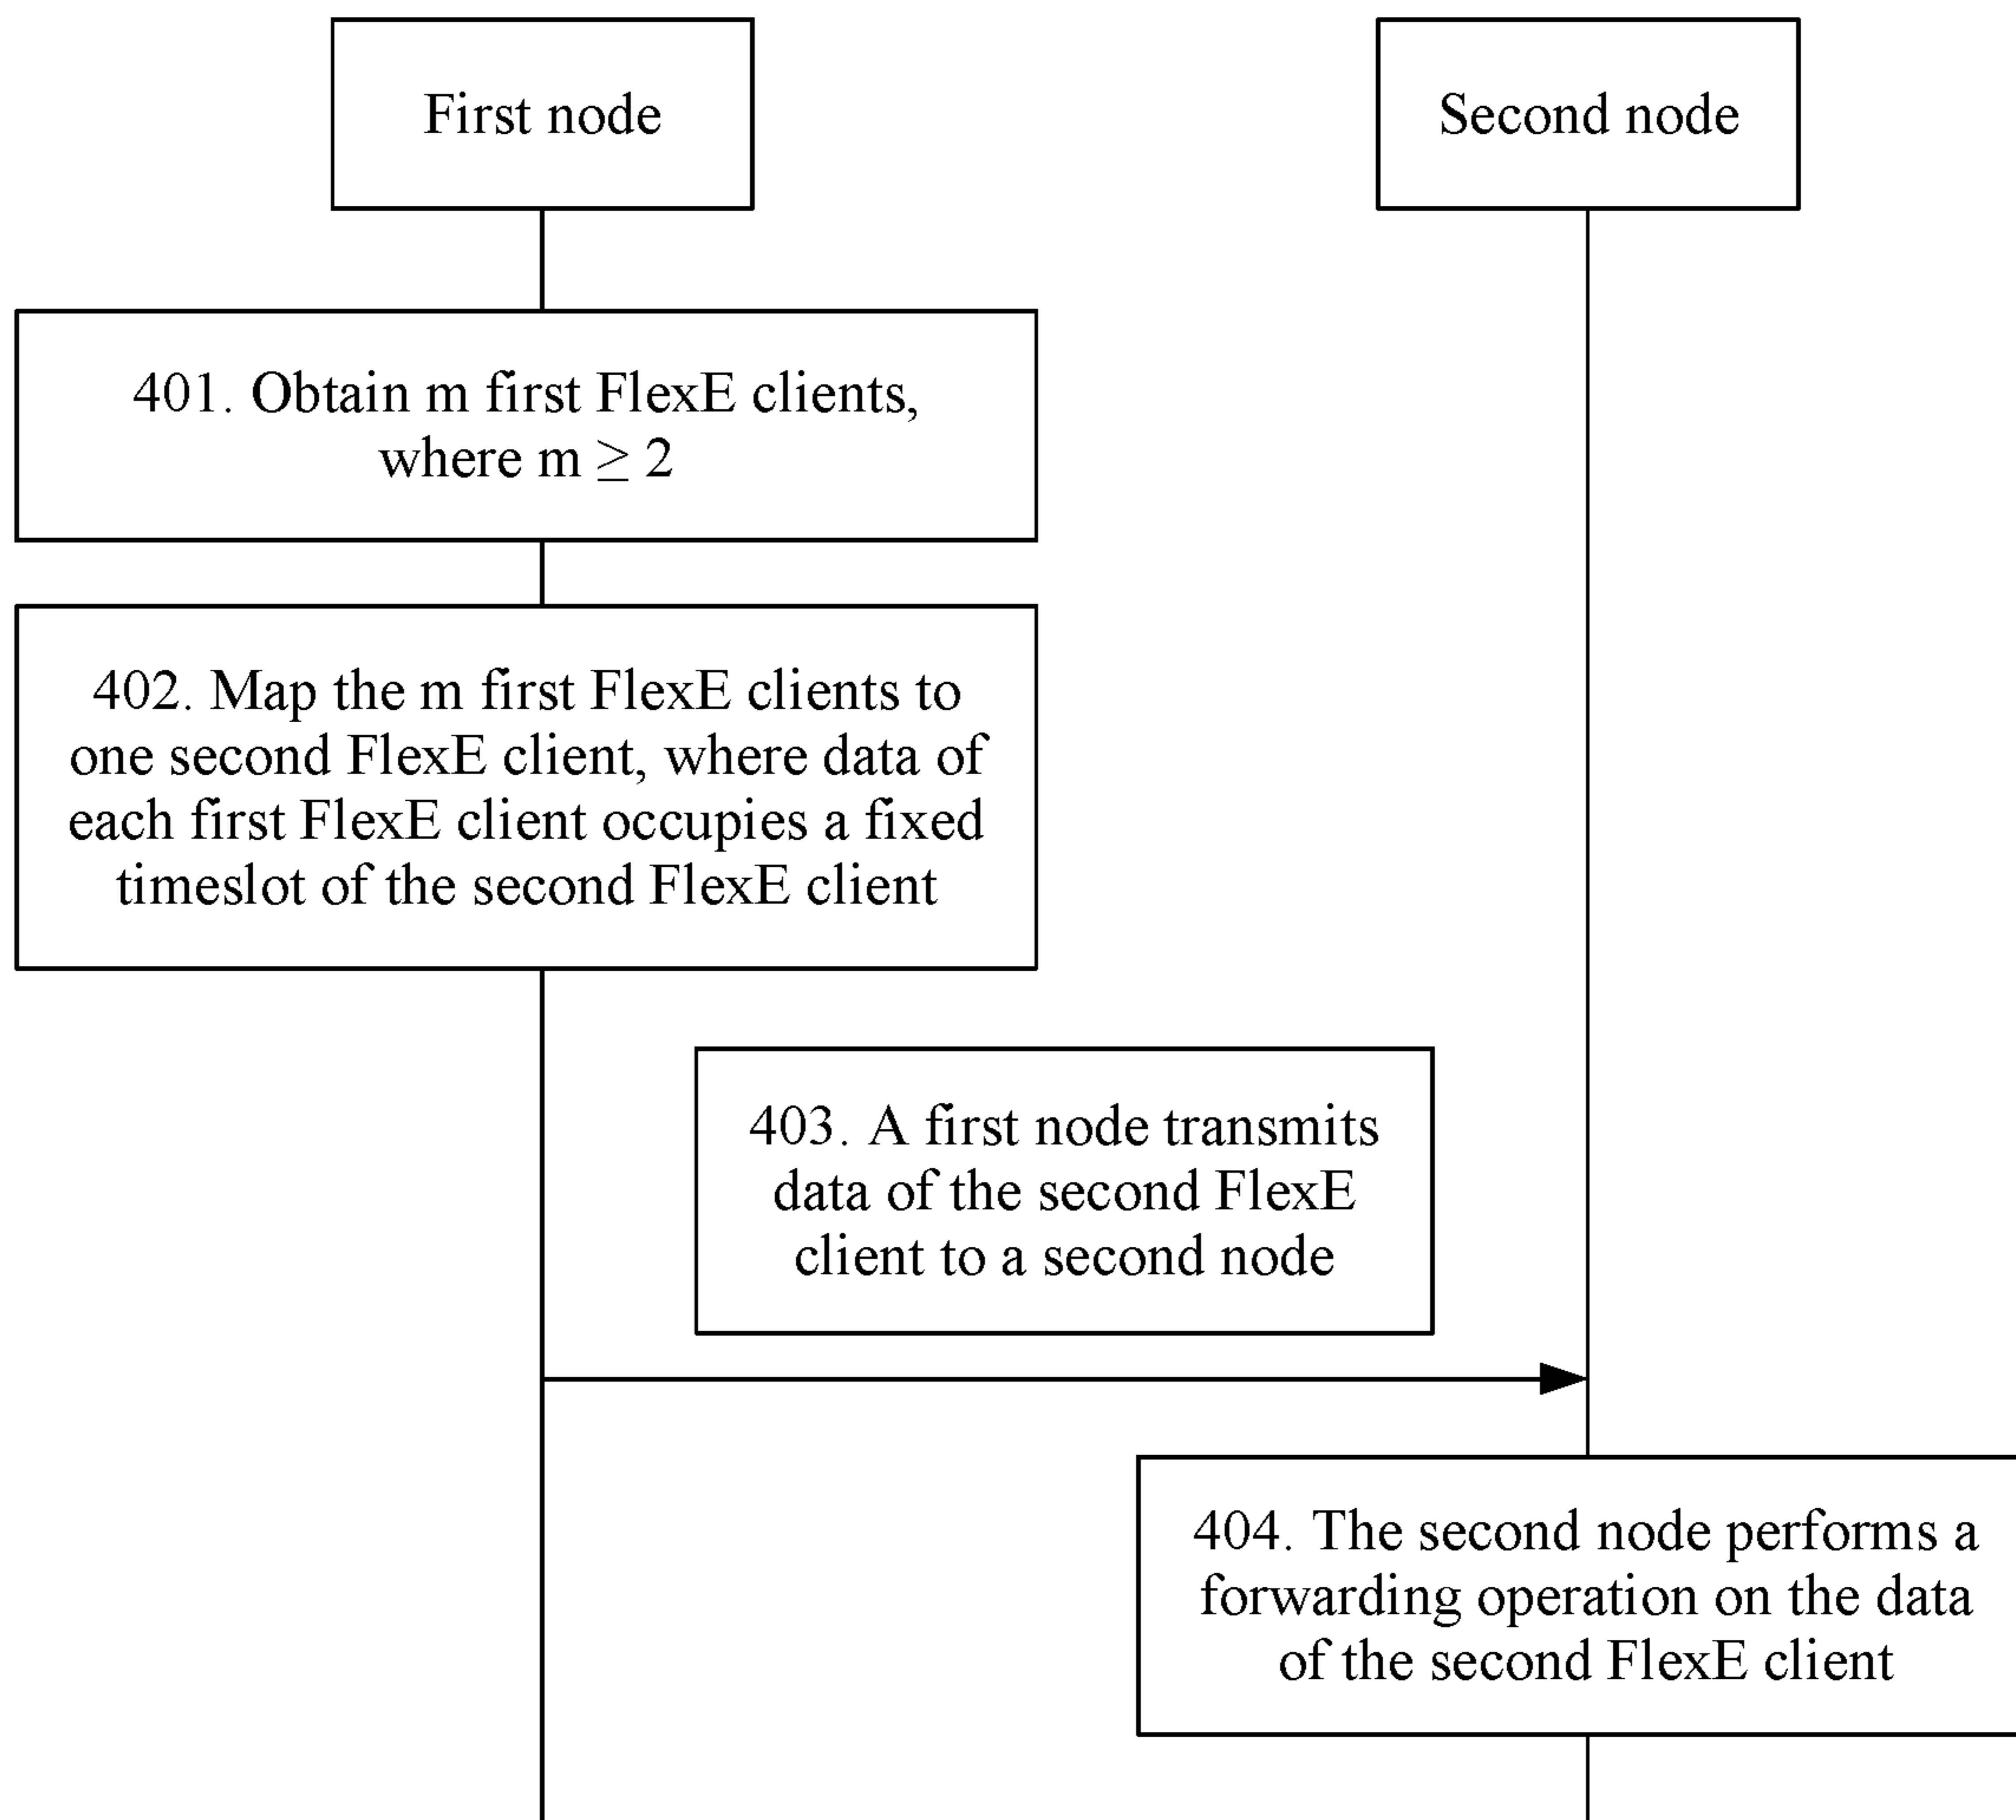 First node
Second node
401. Obtain m first FlexE clients,
where m ≥ 2
402. Map the m first FlexE clients to
one second FlexE client, where data of
each first FlexE client occupies a fixed
timeslot of the second FlexE client
403. A first node transmits
data of the second FlexE
client to a second node
404. The second node performs a
forwarding operation on the data
of the second FlexE client